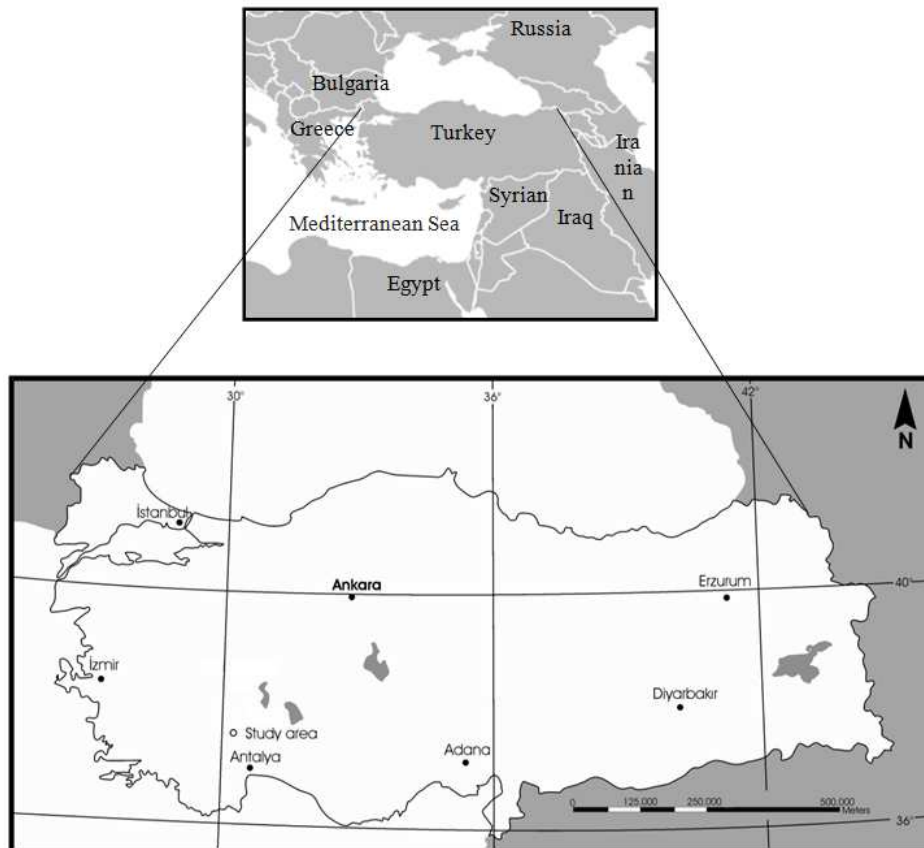 Russia
Bulgaria
Greece
Turkey
Ira
nia
n
Syrian
Iraq
Mediterranean Sea
Egypt
30°
36°
42°
N
İstanbul
Ankara
Erzurum
40°
İzmir
Diyarbakır
Study area
Antalya
Adana
0 125.000 250.000 500.000
Meters
36°